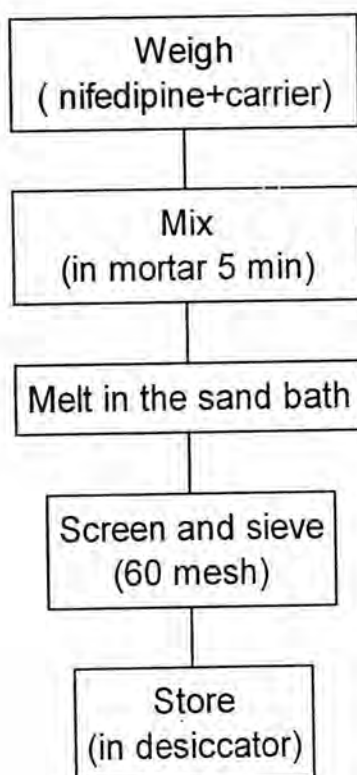 Weigh
( nifedipine+carrier)
Mix
(in mortar 5 min)
Melt in the sand bath
Screen and sieve
(60 mesh)
Store
(in desiccator)